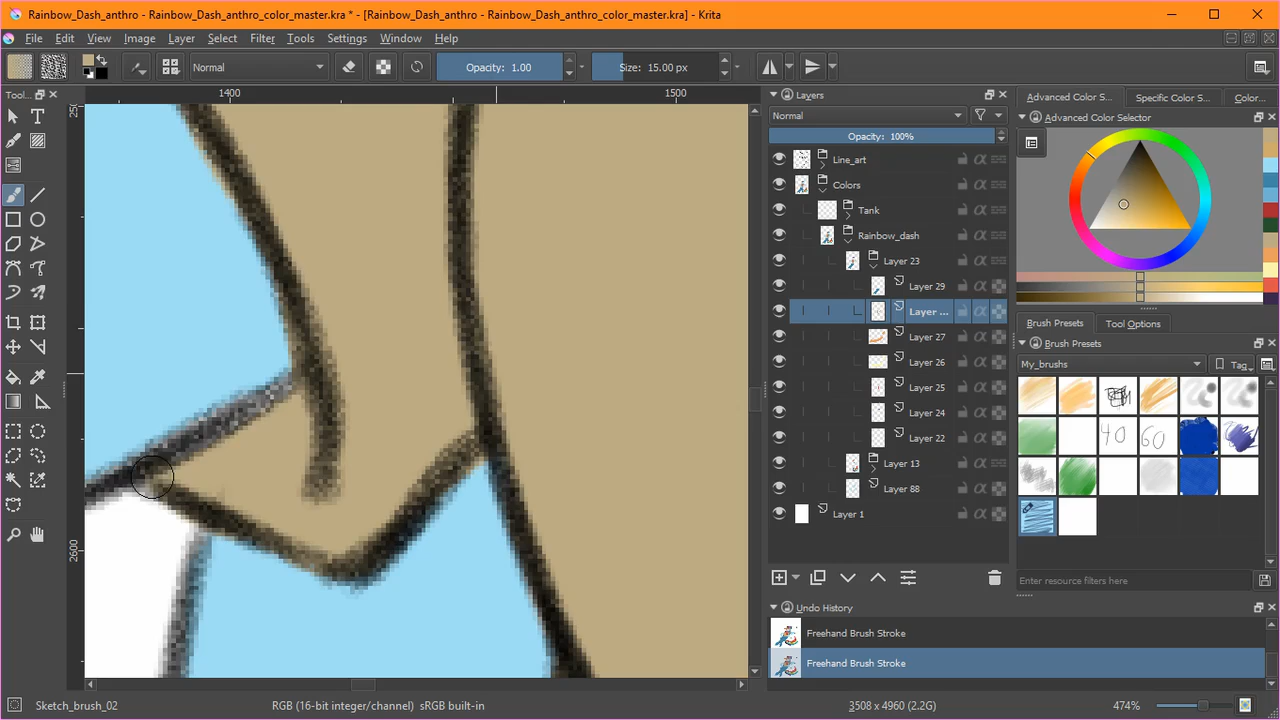 Rainbow_Dash_anthro - Rainbow_Dash_anthro_color_master.kra * - [Rainbow_Dash_anthro - Rainbow_Dash_anthro_color_master.kra] - Krita
File Edit View Image Layer Select Filter Tools Settings Window Help
Normal
Opacity: 1.00
Size: 15.00 px
Tool...
1400
1500
2600
Layers
Normal
Opacity: 100%
Line_art
Colors
Tank
Rainbow_dash
Layer 23
Layer 29
Layer ...
Layer 27
Layer 26
Layer 25
Layer 24
Layer 22
Layer 13
Layer 88
Layer 1
Undo History
Freehand Brush Stroke
Freehand Brush Stroke
Advanced Color S...
Specific Color S...
Color...
Advanced Color Selector
Brush Presets
Tool Options
Brush Presets
My_brushes
Tag
40
60
Enter resource filters here
Sketch_brush_02
RGB (16-bit integer/channel) sRGB built-in
3508 x 4960 (2.2G)
474%